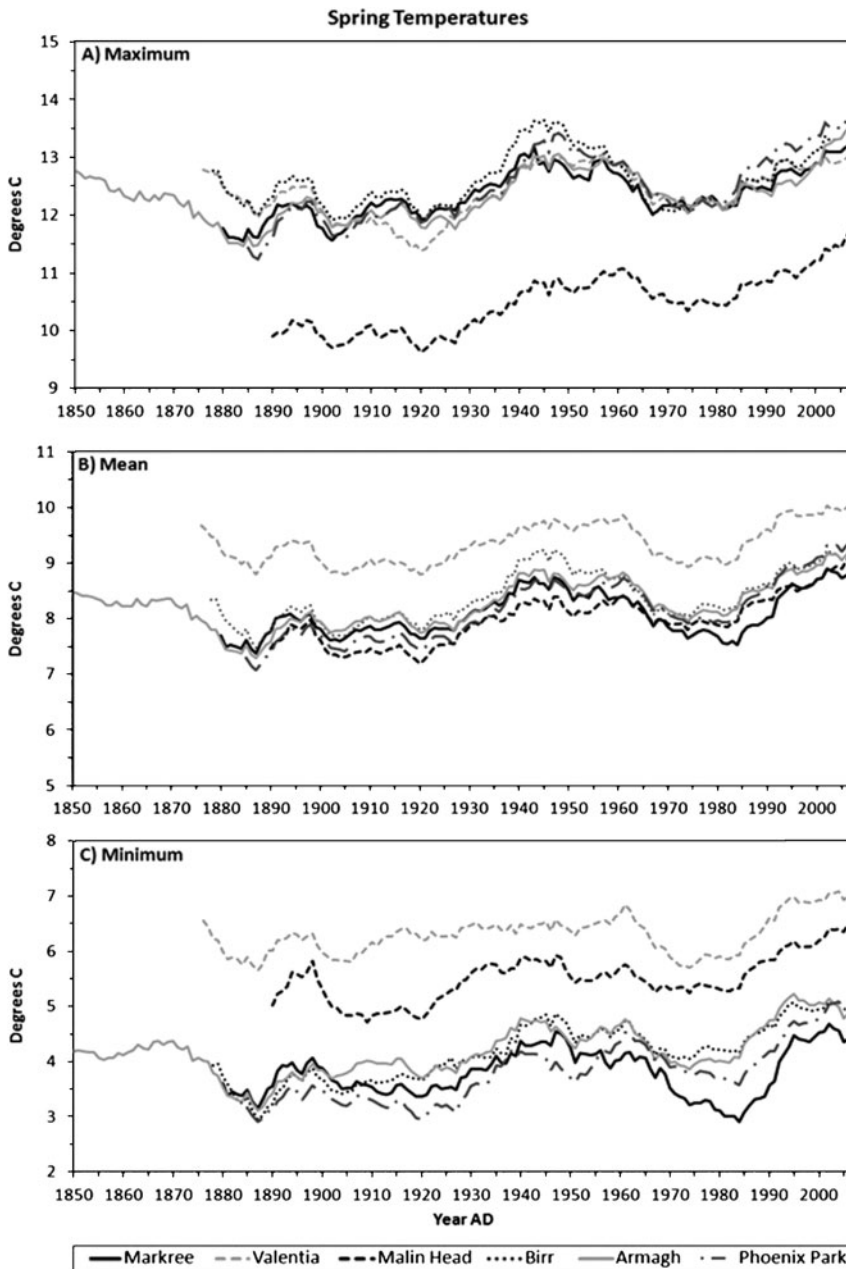 Spring Temperatures
A) Maximum
Degrees C
15
14
13
12
11
10
9
1850 1860 1870 1880 1890 1900 1910 1920 1930 1940 1950 1960 1970 1980 1990 2000
B) Mean
Degrees C
11
10
9
8
7
6
5
1850 1860 1870 1880 1890 1900 1910 1920 1930 1940 1950 1960 1970 1980 1990 2000
C) Minimum
Degrees C
8
7
6
5
4
3
2
1850 1860 1870 1880 1890 1900 1910 1920 1930 1940 1950 1960 1970 1980 1990 2000
Year AD
Markree Valentia Malin Head Birr Armagh Phoenix Park